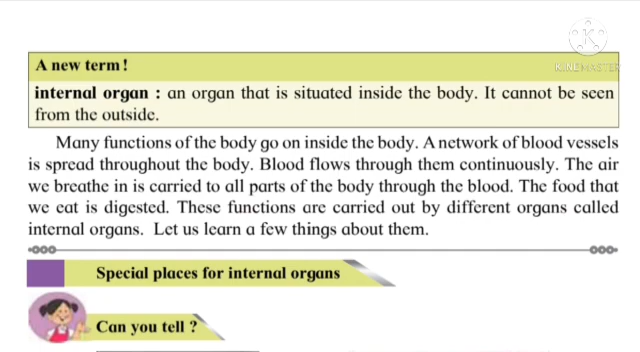 KINEMASTER
A new term!
internal organ : an organ that is situated inside the body. It cannot be seen
from the outside.
Many functions of the body go on inside the body. A network of blood vessels
is spread throughout the body. Blood flows through them continuously. The air
we breathe in is carried to all parts of the body through the blood. The food that
we eat is digested. These functions are carried out by different organs called
internal organs. Let us learn a few things about them.
Special places for internal organs
Can you tell ?